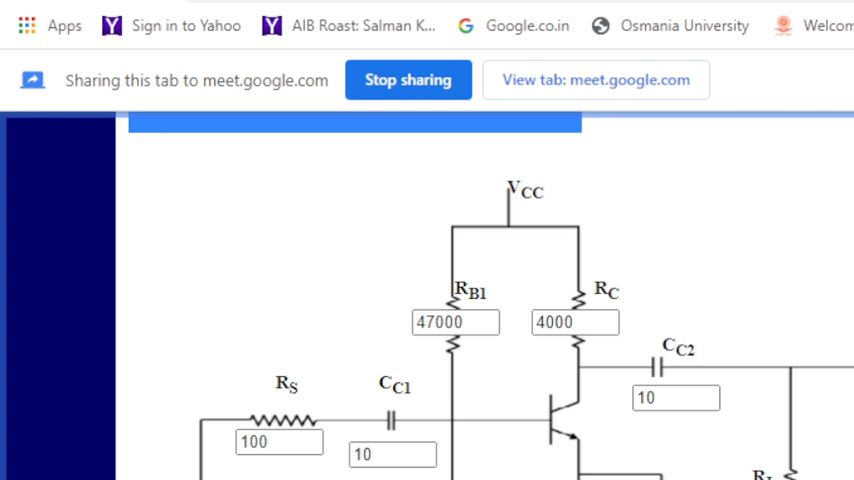 Apps Sign in to Yahoo AIB Roast: Salman K... Google.co.in Osmania University Welcom
Sharing this tab to meet.google.com Stop sharing View tab: meet.google.com
VCC
RB1 RC
47000 4000
CC2
RS CC1
10
100
10